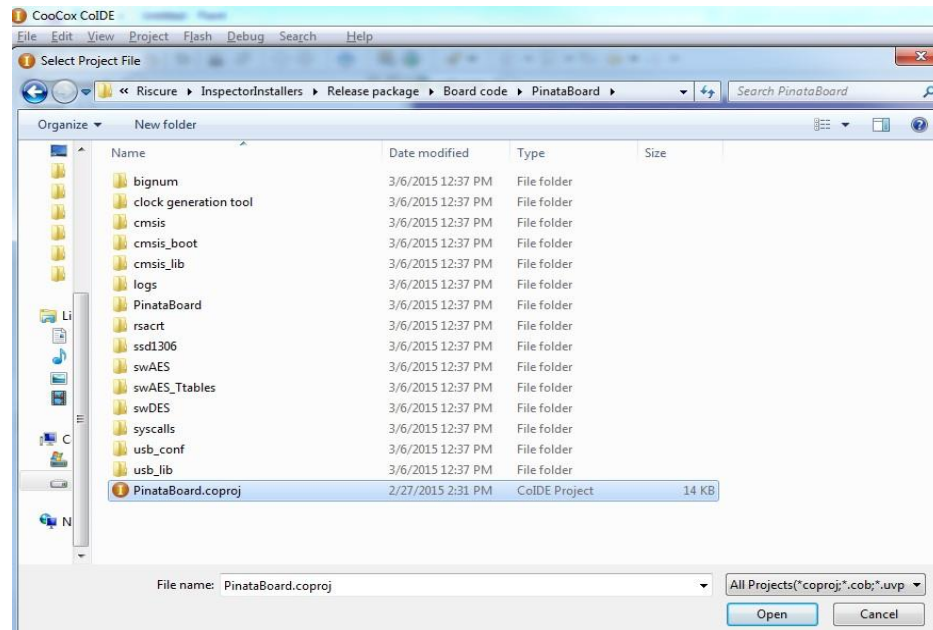 CooCox CoIDE
File Edit View Project Flash Debug Search Help
Select Project File
« Riscure ▸ InspectorInstallers ▸ Release package ▸ Board code ▸ PinataBoard ▸ Search PinataBoard
Organize ▾ New folder
Name Date modified Type Size
bignum 3/6/2015 12:37 PM File folder
clock generation tool 3/6/2015 12:37 PM File folder
cmsis 3/6/2015 12:37 PM File folder
cmsis_boot 3/6/2015 12:37 PM File folder
cmsis_lib 3/6/2015 12:37 PM File folder
logs 3/6/2015 12:37 PM File folder
PinataBoard 3/6/2015 12:37 PM File folder
Li
rsacrt 3/6/2015 12:37 PM File folder
ssd1306 3/6/2015 12:37 PM File folder
swAES 3/6/2015 12:37 PM File folder
swAES_Ttables 3/6/2015 12:37 PM File folder
swDES 3/6/2015 12:37 PM File folder
syscalls 3/6/2015 12:37 PM File folder
C
usb_conf 3/6/2015 12:37 PM File folder
usb_lib 3/6/2015 12:37 PM File folder
PinataBoard.coproj 2/27/2015 2:31 PM CoIDE Project 14 KB
N
File name: PinataBoard.coproj All Projects(*coproj;*.cob;*.uvp
Open Cancel